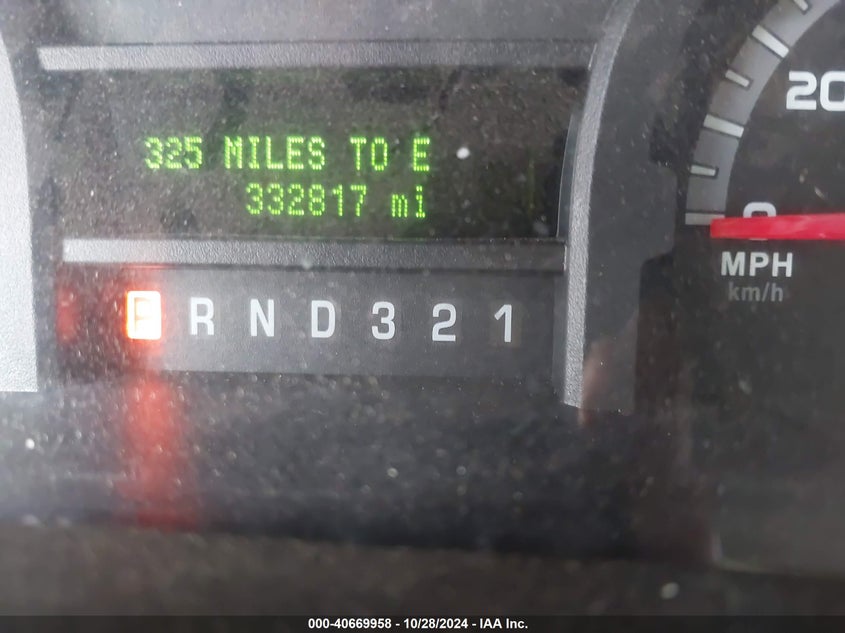 325 MILES TO E
332817 mi
P R N D 3 2 1
20
0
MPH
km/h
000-40669958 - 10/28/2024 - IAA Inc.